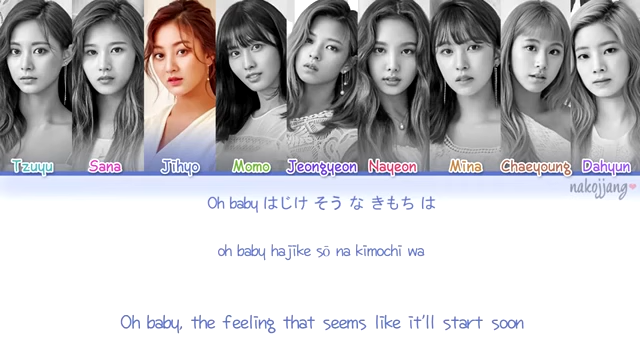 Tzuyu Sana Jihyo Momo Jeongyeon Nayeon Mina Chaeyoung Dahyun
nakojjang
Oh baby はじけ そう な きもち は
oh baby hajike sō na kimochi wa
Oh baby, the feeling that seems like it'll start soon